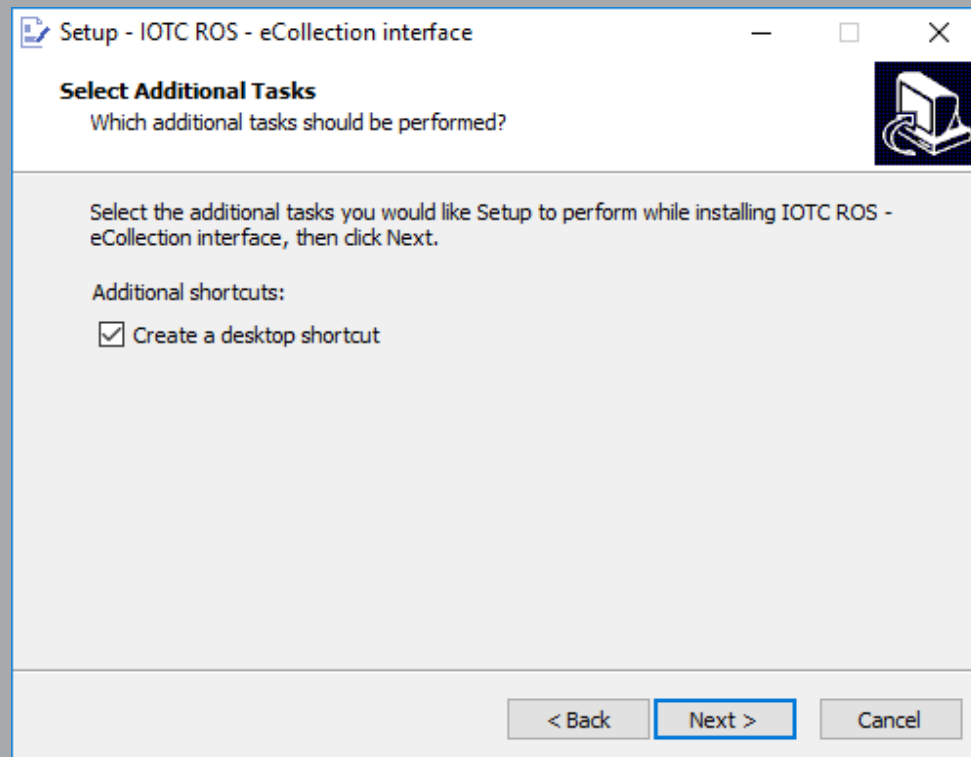 Setup - IOTC ROS - eCollection interface
Select Additional Tasks
Which additional tasks should be performed?
Select the additional tasks you would like Setup to perform while installing IOTC ROS -
eCollection interface, then click Next.
Additional shortcuts:
Create a desktop shortcut
< Back Next > Cancel